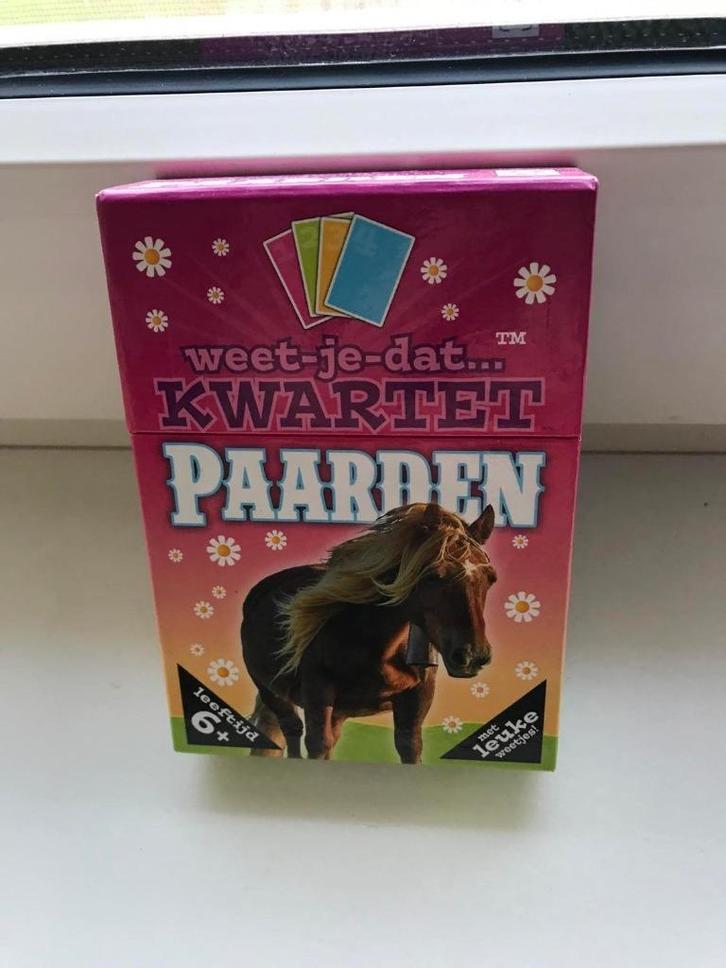 weet-je-dat... TM
KWARTET
PAARDEN
leeftijd
6+
met
leuke
weetjes!